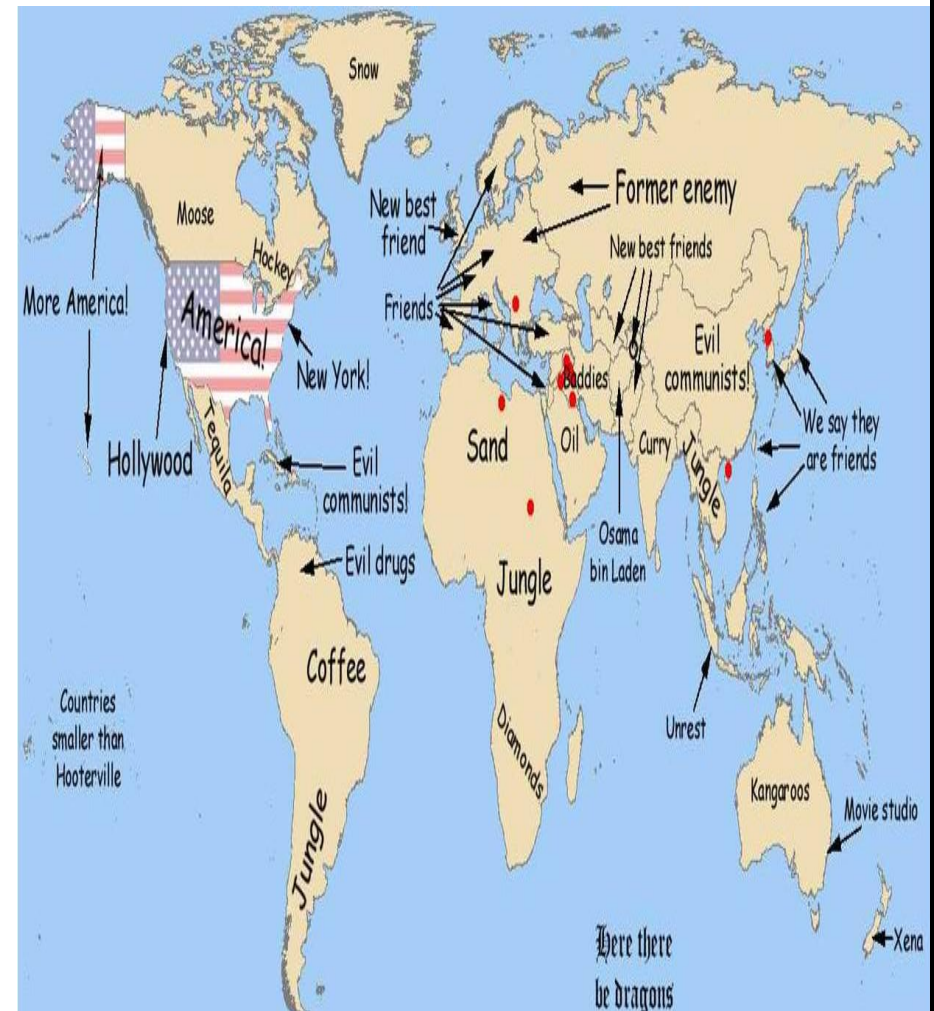 Snow
Moose
Hockey
More America!
America!
New York!
Hollywood
Tequila
Evil
communists!
Evil drugs
Coffee
Jungle
Countries
smaller than
Hooterville
New best
friend
Friends
Former enemy
New best friends
Evil
communists!
Baddies
Sand
Oil
Curry
Jungle
We say they
are friends
Osama
bin Laden
Jungle
Diamonds
Unrest
Kangaroos
Movie studio
Xena
Here there
be dragons